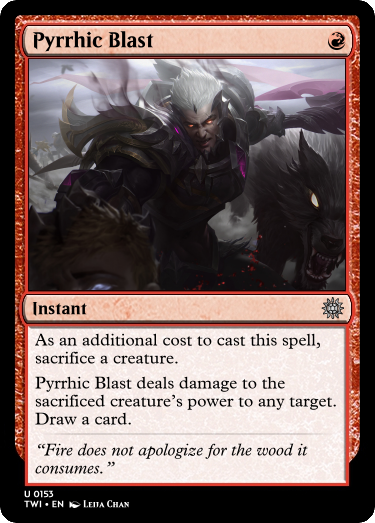 Pyrrhic Blast
Instant
As an additional cost to cast this spell,
sacrifice a creature.
Pyrrhic Blast deals damage to the
sacrificed creature's power to any target.
Draw a card.
“Fire does not apologize for the wood it
consumes.”
U 0153
TWI • EN Leija Chan